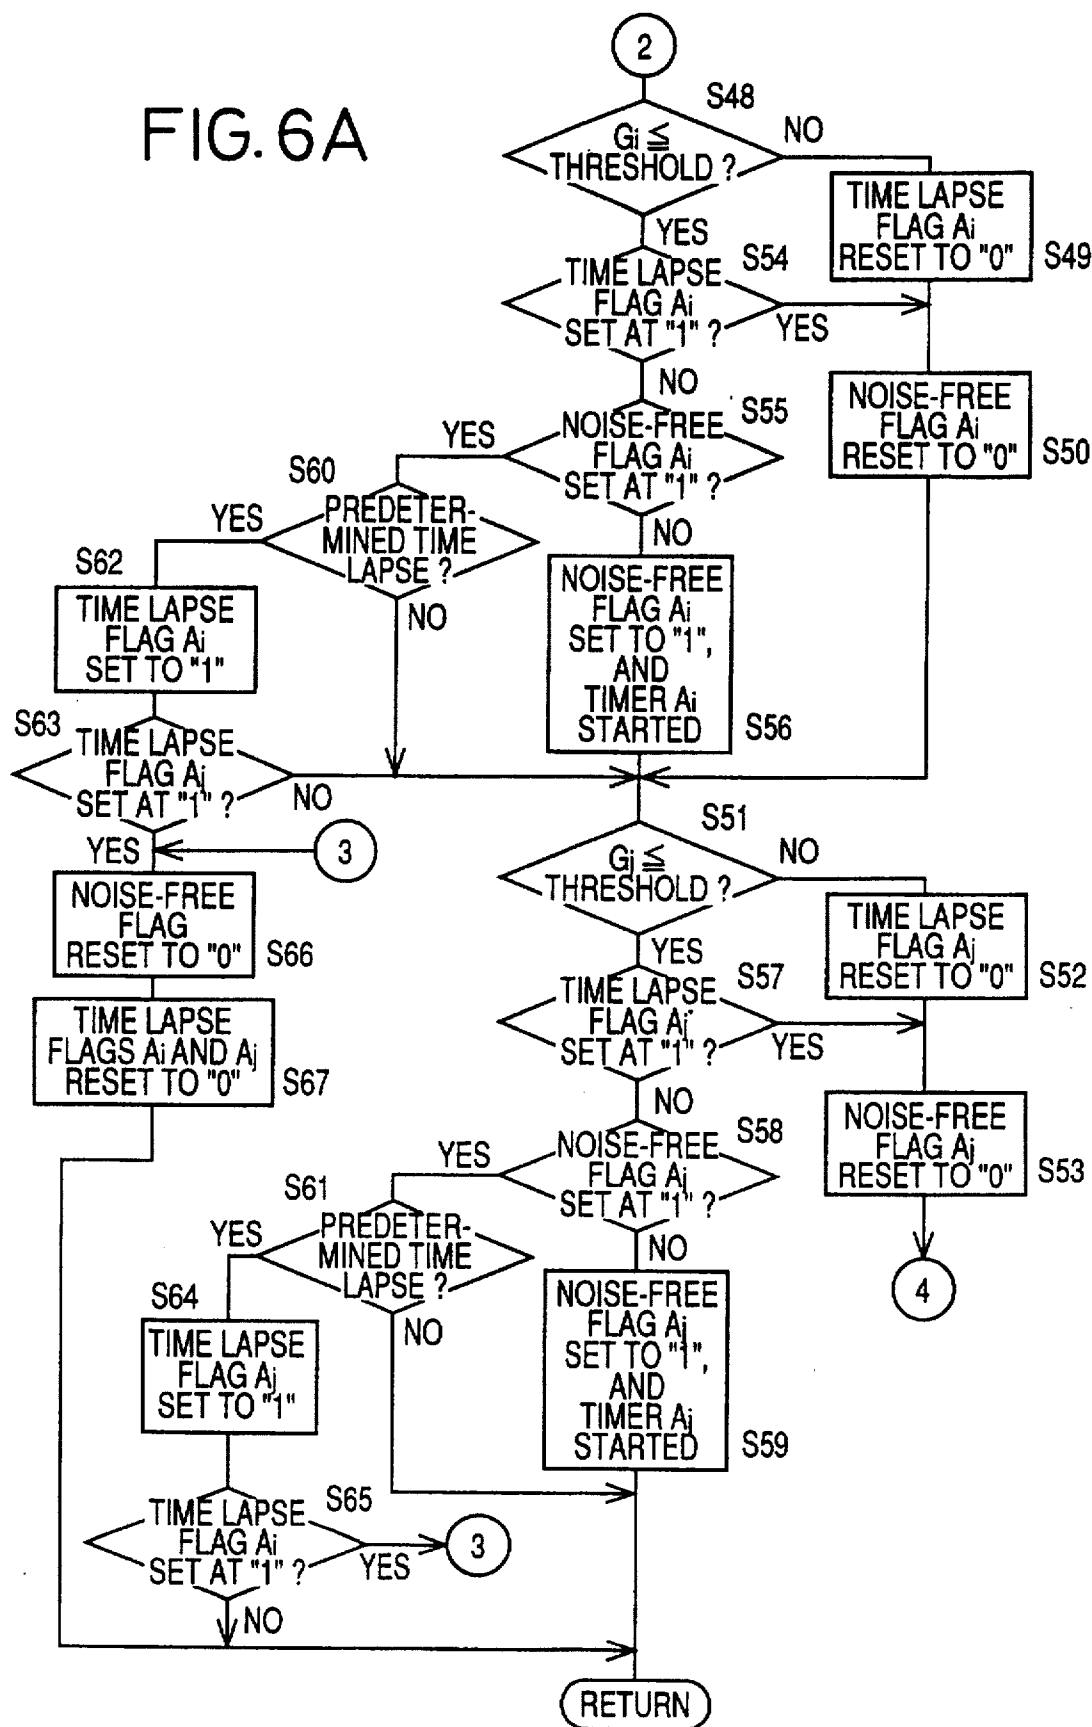 FIG. 6A
2
S48
Gi ≦
THRESHOLD ?
NO
YES
TIME LAPSE
FLAG Ai
RESET TO "0"
S49
S54
TIME LAPSE
FLAG Ai
SET AT "1" ?
YES
NO
NOISE-FREE
FLAG Ai
RESET TO "0"
S50
S55
NOISE-FREE
FLAG Ai
SET AT "1" ?
YES
NO
S60
PREDETER-
MINED TIME
LAPSE ?
YES
NO
S62
TIME LAPSE
FLAG Ai
SET TO "1"
NOISE-FREE
FLAG Ai
SET TO "1",
AND
TIMER Ai
STARTED
S56
S63
TIME LAPSE
FLAG Aj
SET AT "1" ?
NO
YES
3
S51
Gj ≦
THRESHOLD ?
NO
YES
NOISE-FREE
FLAG
RESET TO "0"
S66
TIME LAPSE
FLAG Aj
RESET TO "0"
S52
S57
TIME LAPSE
FLAG Aj
SET AT "1" ?
YES
NO
TIME LAPSE
FLAGS Ai AND Aj
RESET TO "0"
S67
NOISE-FREE
FLAG Aj
RESET TO "0"
S53
4
S58
NOISE-FREE
FLAG Aj
SET AT "1" ?
YES
NO
S61
PREDETER-
MINED TIME
LAPSE ?
YES
NO
S64
TIME LAPSE
FLAG Aj
SET TO "1"
NOISE-FREE
FLAG Aj
SET TO "1",
AND
TIMER Aj
STARTED
S59
S65
TIME LAPSE
FLAG Ai
SET AT "1" ?
YES
3
NO
RETURN